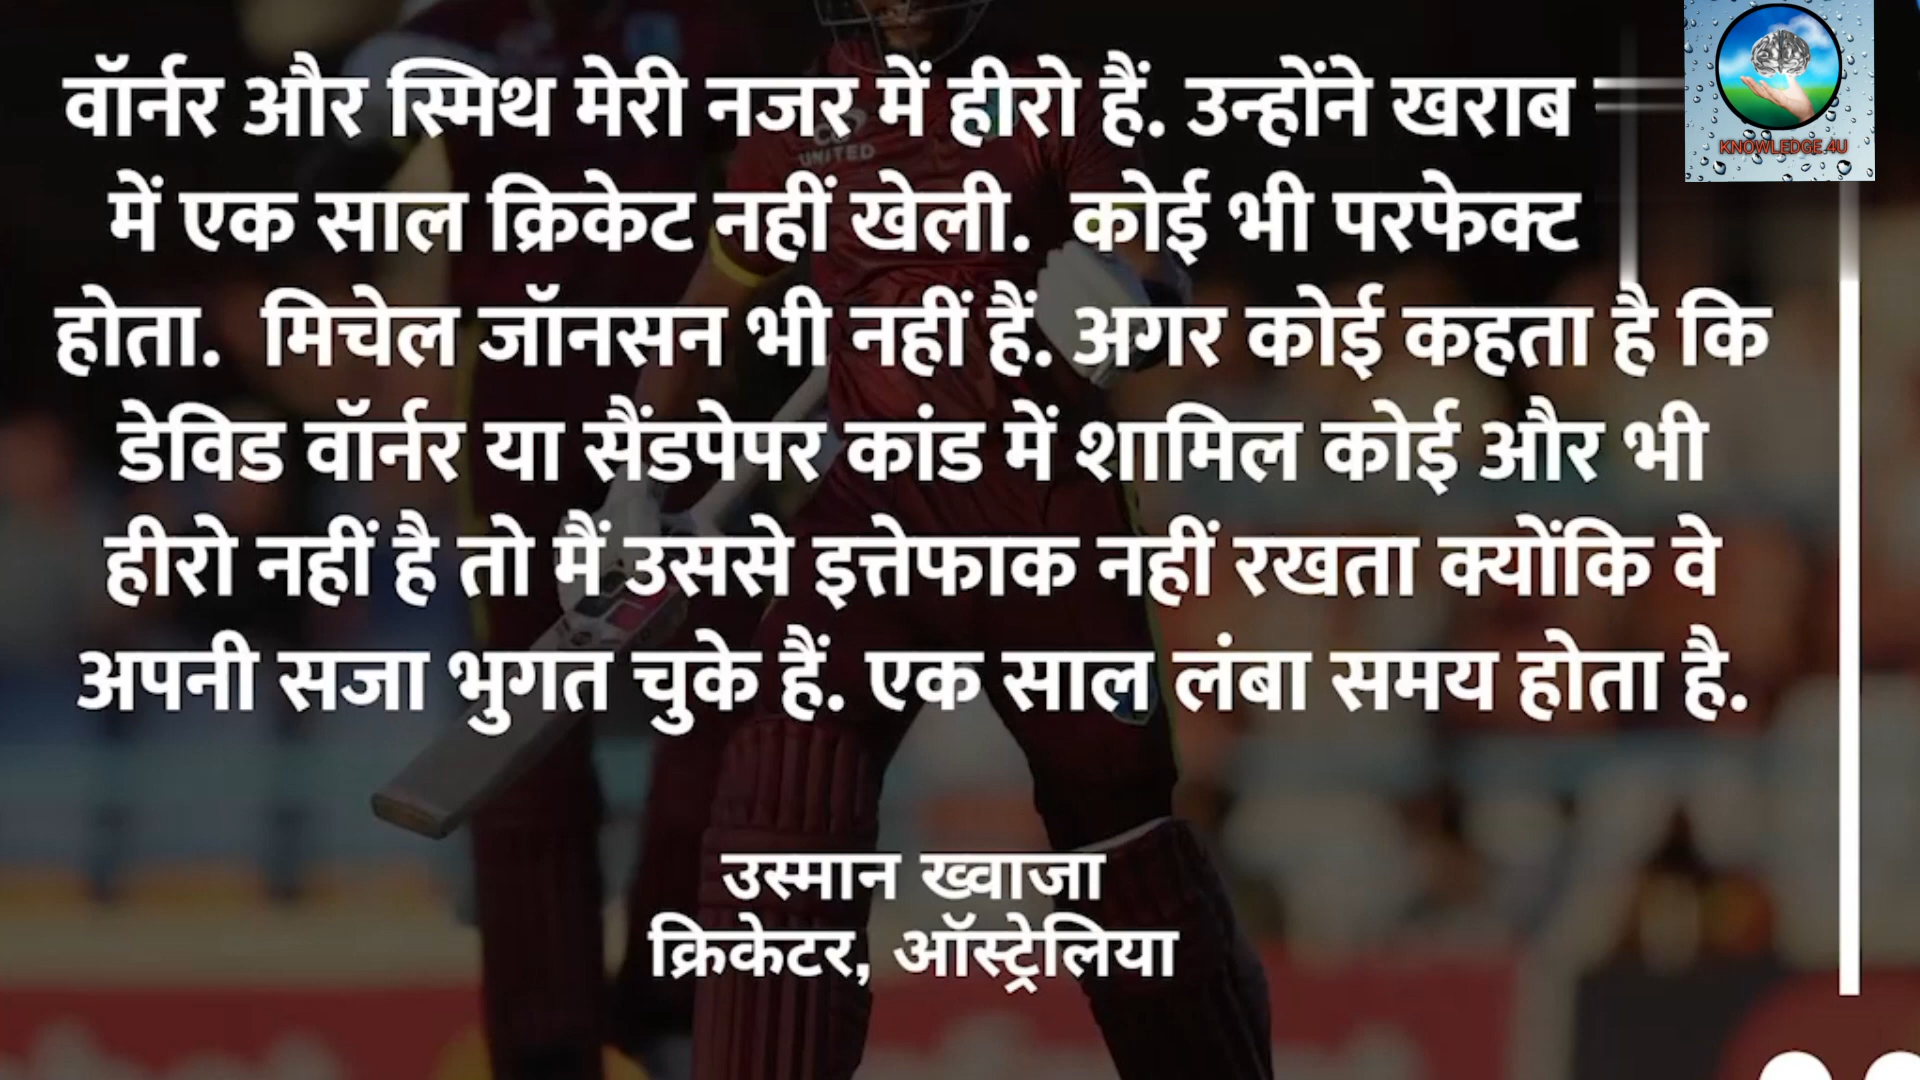 वॉर्नर और स्मिथ मेरी नजर में हीरो हैं. उन्होंने खराब
में एक साल क्रिकेट नहीं खेली. कोई भी परफेक्ट
होता. मिचेल जॉनसन भी नहीं हैं. अगर कोई कहता है कि
डेविड वॉर्नर या सैंडपेपर कांड में शामिल कोई और भी
हीरो नहीं है तो मैं उससे इत्तेफाक नहीं रखता क्योंकि वे
अपनी सजा भुगत चुके हैं. एक साल लंबा समय होता है.
उस्मान ख्वाजा
क्रिकेटर, ऑस्ट्रेलिया
KNOWLEDGE.4U
UNITED